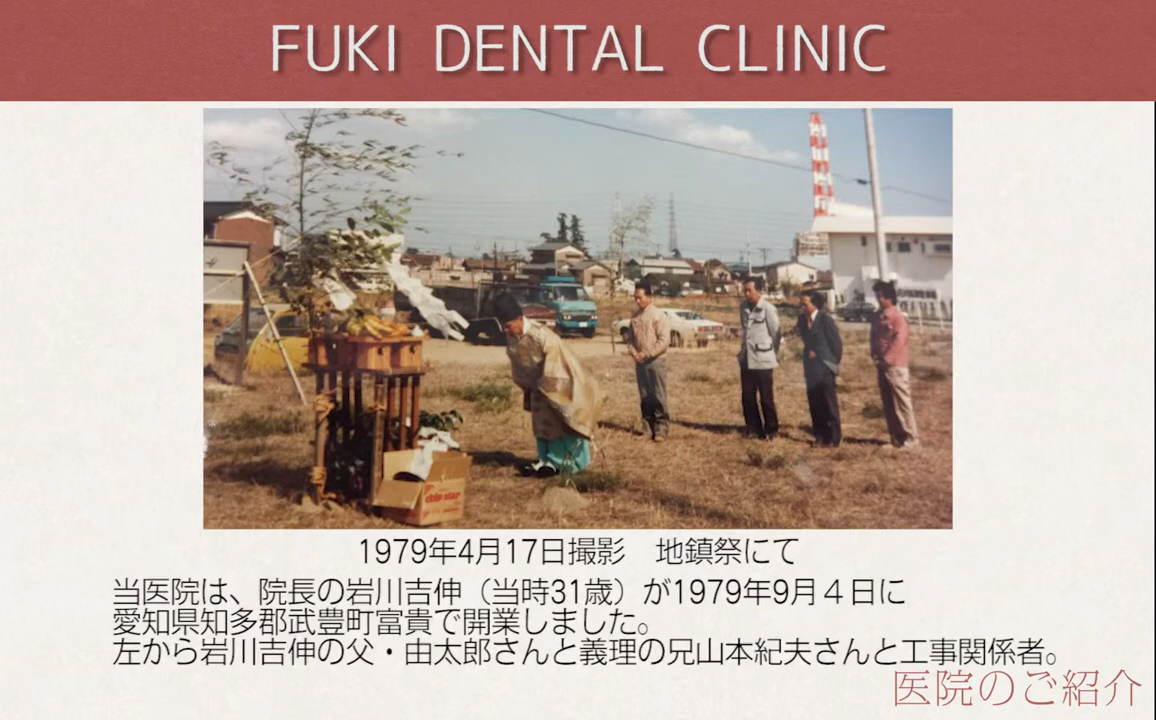 FUKI DENTAL CLINIC
chip star
1979年4月17日撮影　地鎮祭にて
当医院は、院長の岩川吉伸（当時31歳）が1979年9月４日に
愛知県知多郡武豊町富貴で開業しました。
左から岩川吉伸の父・由太郎さんと義理の兄山本紀夫さんと工事関係者。
医院のご紹介